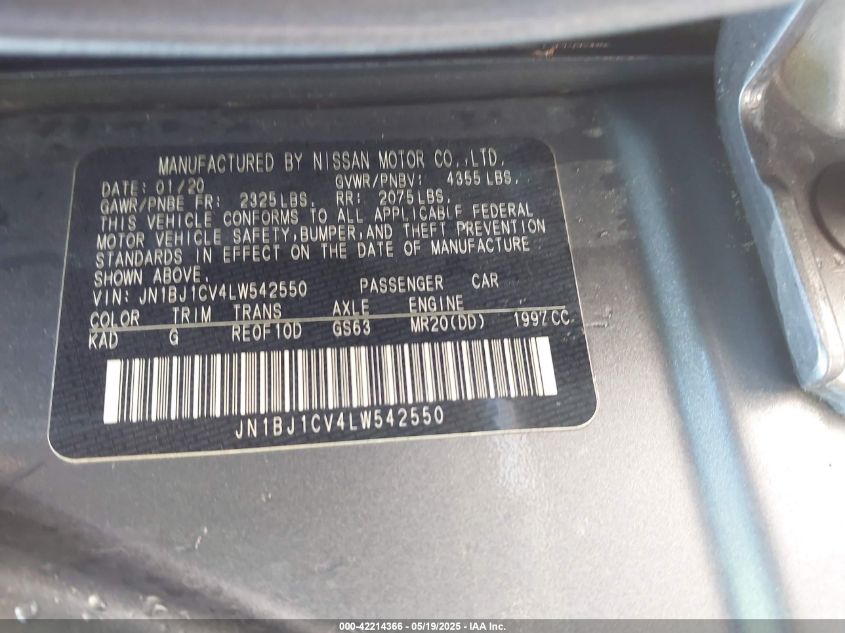 MANUFACTURED BY NISSAN MOTOR CO.,LTD.
DATE: 01/20 GVWR/PNBV: 4355 LBS.
GAWR/PNBE FR: 2325 LBS. RR: 2075 LBS.
THIS VEHICLE CONFORMS TO ALL APPLICABLE FEDERAL
MOTOR VEHICLE SAFETY,BUMPER,AND THEFT PREVENTION
STANDARDS IN EFFECT ON THE DATE OF MANUFACTURE
SHOWN ABOVE.
VIN: JN1BJ1CV4LW542550 PASSENGER CAR
COLOR TRIM TRANS AXLE ENGINE
KAD G RE0F10D GS63 MR20(DD) 1997CC
JN1BJ1CV4LW542550
000-42214366 - 05/19/2025 - IAA Inc.